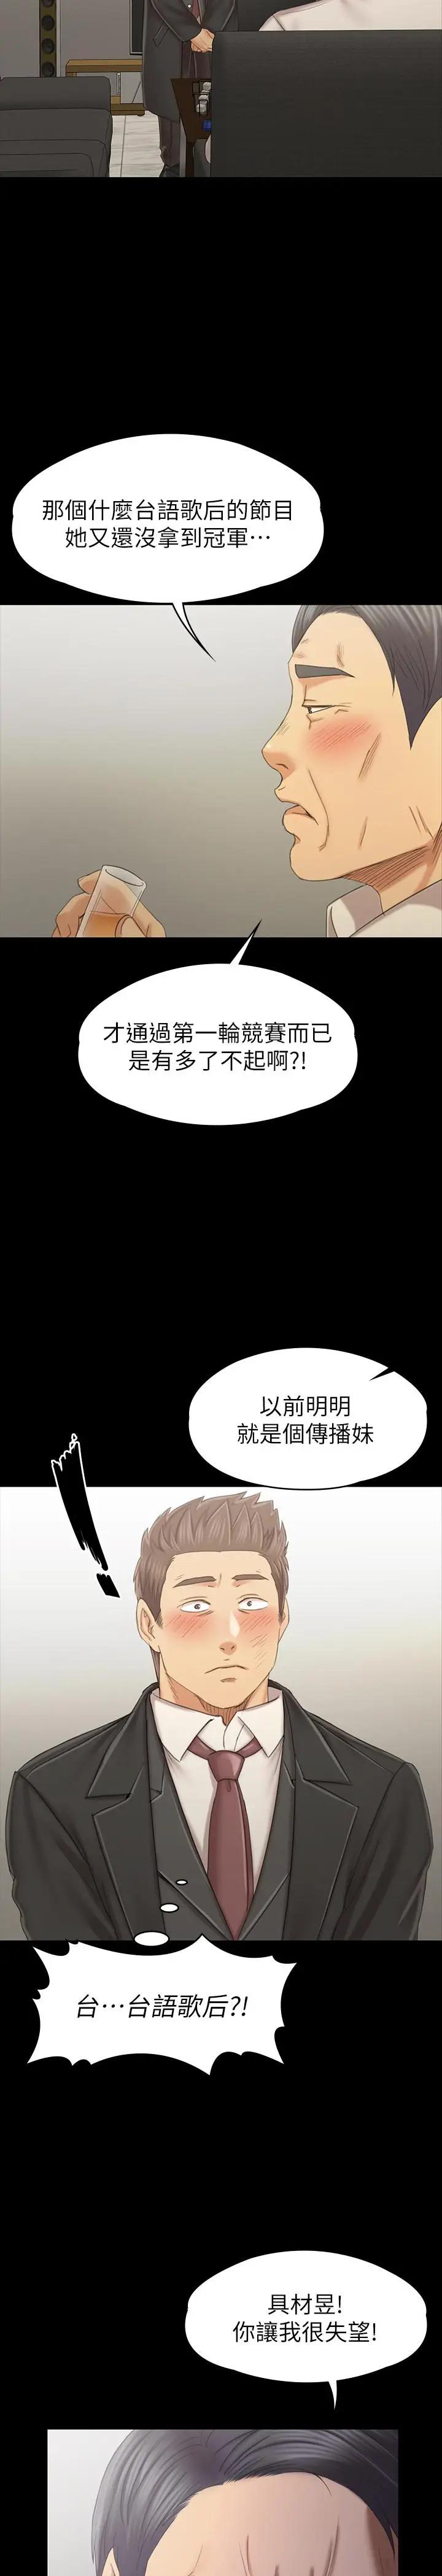 那個什麼台語歌后的節目
她又還沒拿到冠軍…
才通過第一輪競賽而已
是有多了不起啊?!
以前明明
就是個傳播妹
台…台語歌后?!
具材昱!
你讓我很失望!